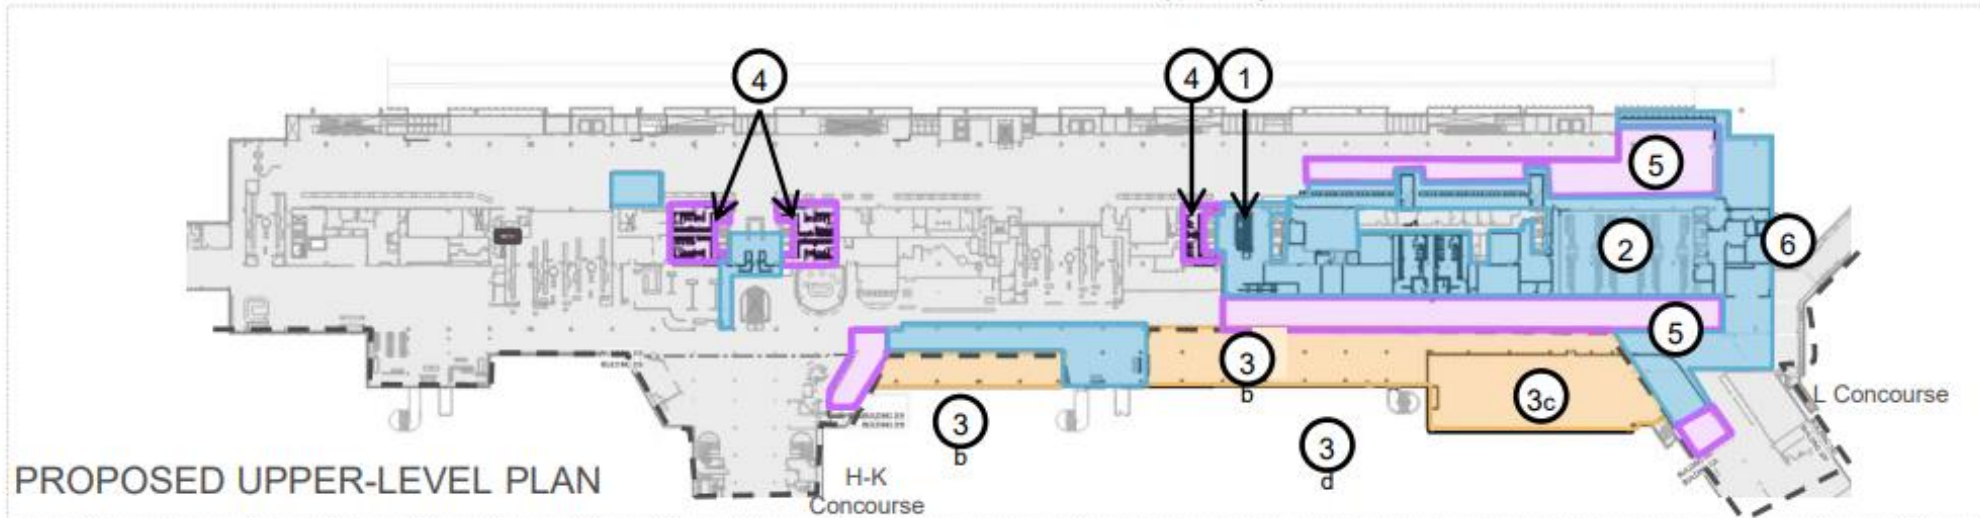 4
4
1
5
2
6
5
3
b
3c
L Concourse
3
b
3
d
PROPOSED UPPER-LEVEL PLAN
H-K
Concourse